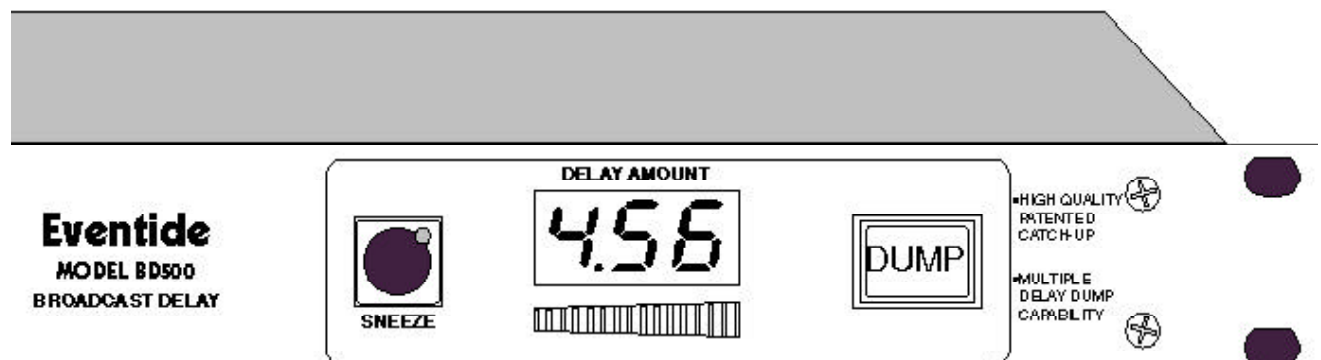 Eventide
MODEL BD500
BROADCAST DELAY
SNEEZE
DELAY AMOUNT
4.56
DUMP
▪HIGH QUALITY
PATENTED
CATCH-UP
▪MULTIPLE
DELAY DUMP
CAPABILITY